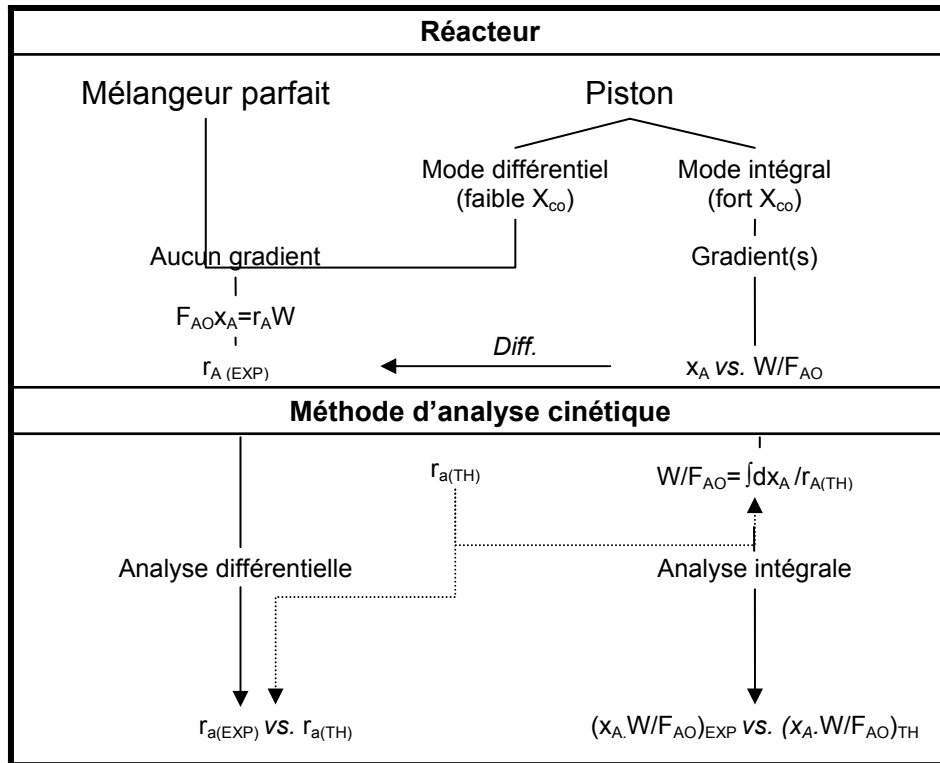 Réacteur
Mélangeur parfait Piston
Mode différentiel Mode intégral
(faible Xco) (fort Xco)
Aucun gradient Gradient(s)
FAOxA=rAW
Diff.
rA (EXP) xA vs. W/FAO
Méthode d'analyse cinétique
ra(TH) W/FAO= ∫dxA /rA(TH)
Analyse différentielle Analyse intégrale
ra(EXP) vs. ra(TH) (xA.W/FAO)EXP vs. (xA.W/FAO)TH